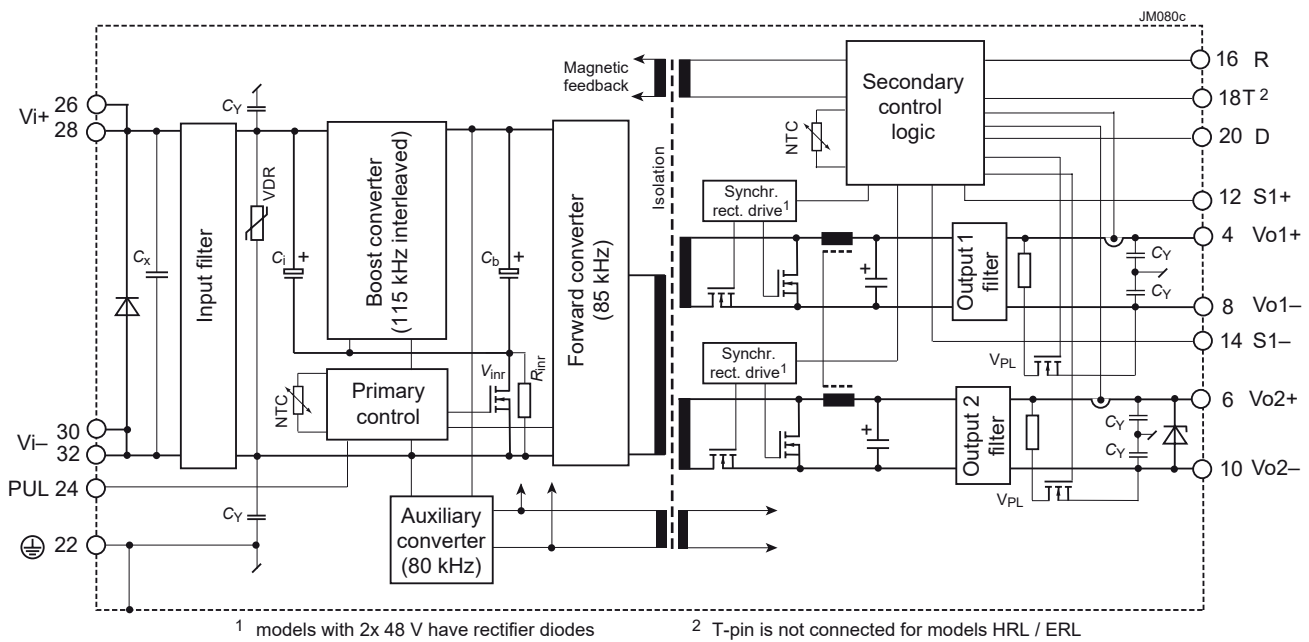 JM080c
Vi+
26
28
CY
VDR
Cx
Input filter
Ci
+
Boost converter
(115 kHz interleaved)
Cb
+
Forward converter
(85 kHz)
Magnetic
feedback
Isolation
NTC
Secondary
control
logic
16 R
18T 2
20 D
12 S1+
4 Vo1+
8 Vo1–
14 S1–
6 Vo2+
10 Vo2–
Synchr.
rect. drive1
+
Output 1
filter
CY
CY
VPL
Synchr.
rect. drive1
+
Output 2
filter
CY
CY
VPL
NTC
Primary
control
Vinr
Rinr
Vi–
30
32
PUL 24
22
CY
Auxiliary
converter
(80 kHz)
1 models with 2x 48 V have rectifier diodes
2 T-pin is not connected for models HRL / ERL